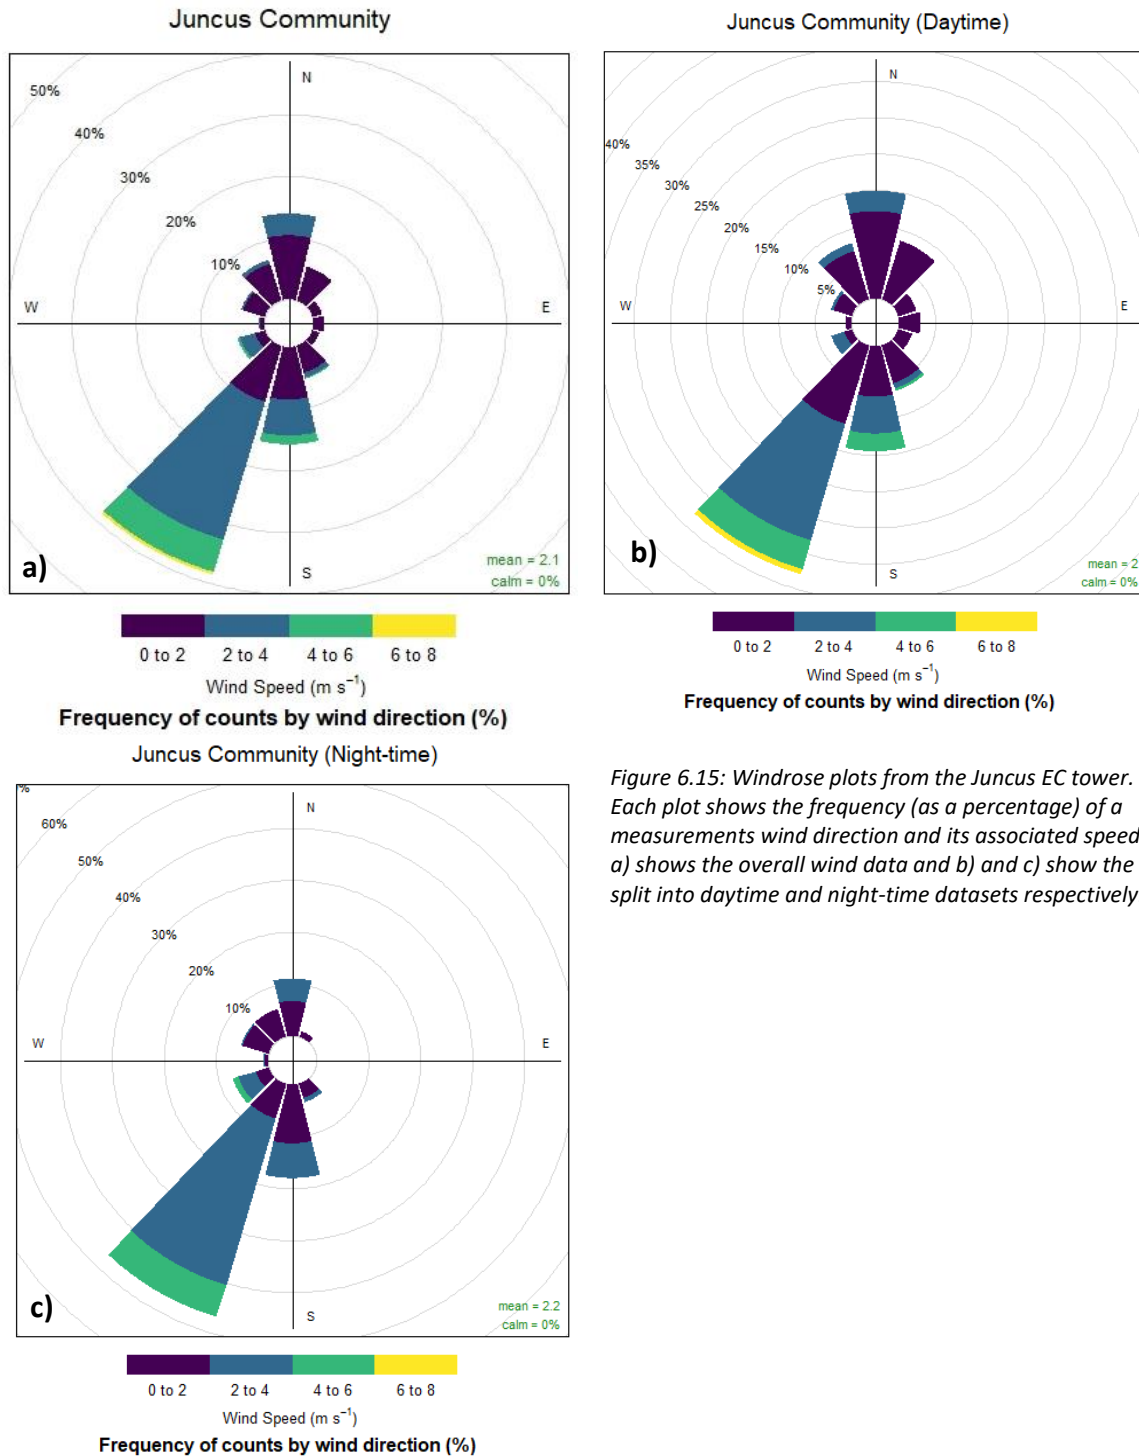 Juncus Community
N
50%
40%
30%
20%
10%
W
E
S
a)
mean = 2.1
calm = 0%
0 to 2 2 to 4 4 to 6 6 to 8
Wind Speed (m s⁻¹)
Frequency of counts by wind direction (%)
Juncus Community (Daytime)
N
40%
35%
30%
25%
20%
15%
10%
5%
W
E
S
b)
mean = 2
calm = 0%
0 to 2 2 to 4 4 to 6 6 to 8
Wind Speed (m s⁻¹)
Frequency of counts by wind direction (%)
Juncus Community (Night-time)
%
N
60%
50%
40%
30%
20%
10%
W
E
S
c)
mean = 2.2
calm = 0%
0 to 2 2 to 4 4 to 6 6 to 8
Wind Speed (m s⁻¹)
Frequency of counts by wind direction (%)
Figure 6.15: Windrose plots from the Juncus EC tower.
Each plot shows the frequency (as a percentage) of a
measurements wind direction and its associated speed
a) shows the overall wind data and b) and c) show the
split into daytime and night-time datasets respectively